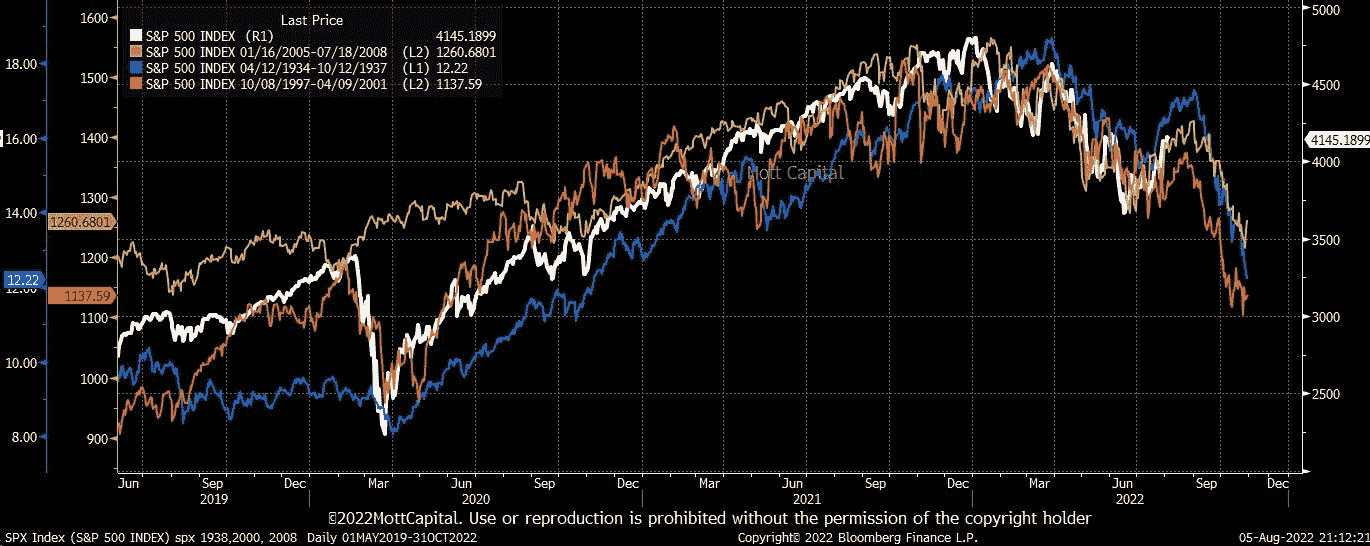 Last Price
S&P 500 INDEX (R1) 4145.1899
S&P 500 INDEX 01/16/2005-07/18/2008 (L2) 1260.6801
S&P 500 INDEX 04/12/1934-10/12/1937 (L1) 12.22
S&P 500 INDEX 10/08/1997-04/09/2001 (L2) 1137.59
18.00
16.00
14.00
12.00
10.00
8.00
12.22
1600
1500
1400
1300
1200
1100
1000
900
1260.6801
1137.59
Mott Capital
5000
4500
4000
3500
3000
2500
4145.1899
Jun Sep Dec Mar Jun Sep Dec Mar Jun Sep Dec Mar Jun Sep Dec
2019 2020 2021 2022
©2022MottCapital. Use or reproduction is prohibited without the permission of the copyright holder
SPX Index (S&P 500 INDEX) spx 1938,2000, 2008 Daily 01MAY2019-31OCT2022 Copyright© 2022 Bloomberg Finance L.P. 05-Aug-2022 21:12:21